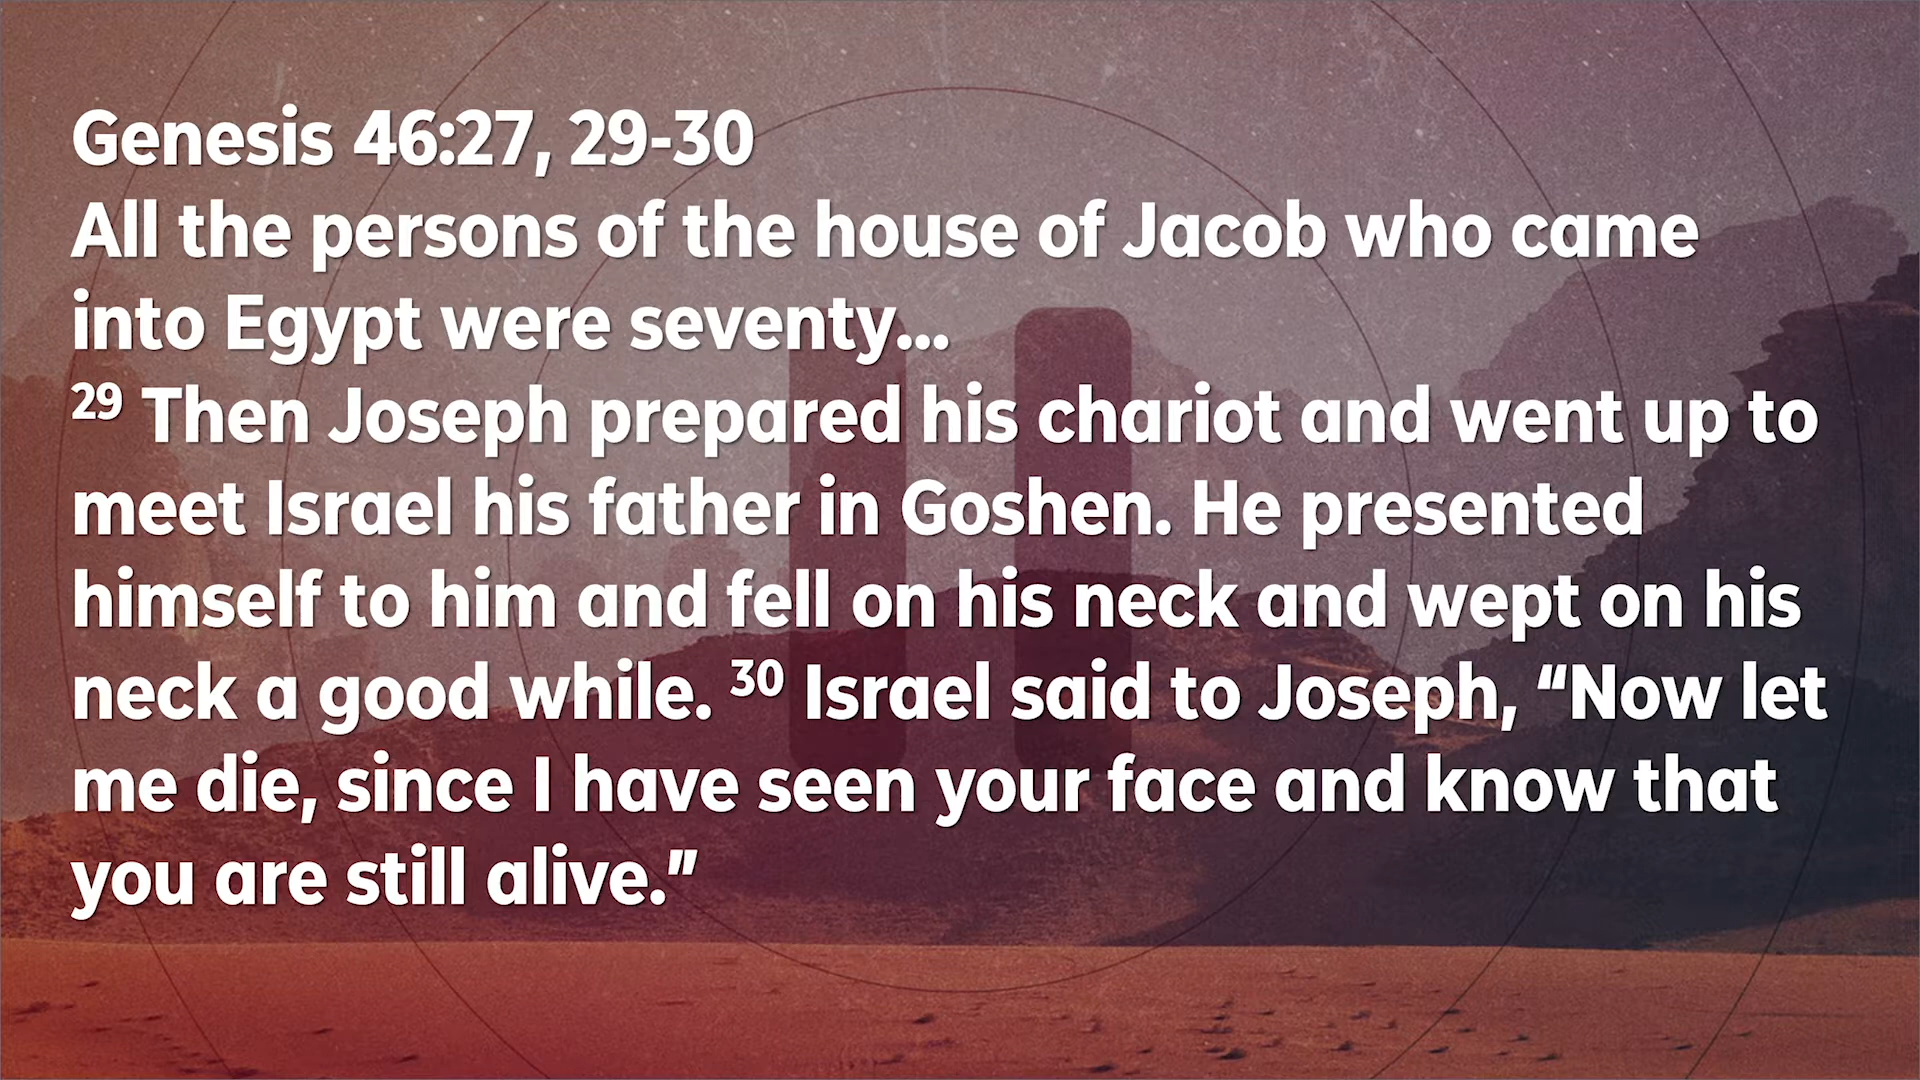 Genesis 46:27, 29-30
All the persons of the house of Jacob who came
into Egypt were seventy...
29 Then Joseph prepared his chariot and went up to
meet Israel his father in Goshen. He presented
himself to him and fell on his neck and wept on his
neck a good while. 30 Israel said to Joseph, “Now let
me die, since I have seen your face and know that
you are still alive.”